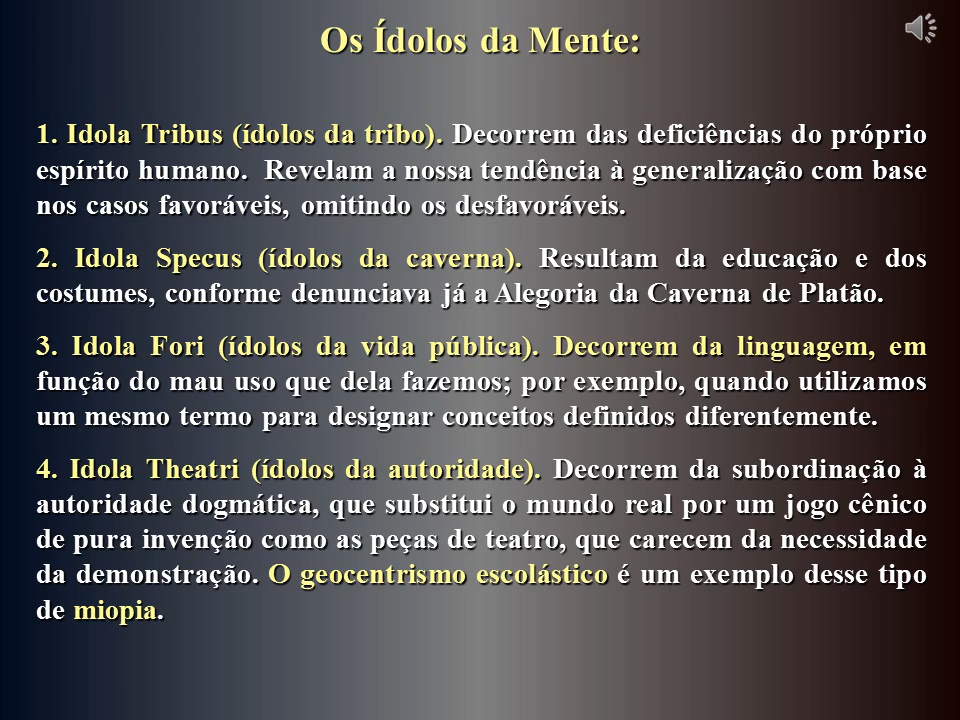 Os Ídolos da Mente:
1. Idola Tribus (ídolos da tribo). Decorrem das deficiências do próprio
espírito humano. Revelam a nossa tendência à generalização com base
nos casos favoráveis, omitindo os desfavoráveis.
2. Idola Specus (ídolos da caverna). Resultam da educação e dos
costumes, conforme denunciava já a Alegoria da Caverna de Platão.
3. Idola Fori (ídolos da vida pública). Decorrem da linguagem, em
função do mau uso que dela fazemos; por exemplo, quando utilizamos
um mesmo termo para designar conceitos definidos diferentemente.
4. Idola Theatri (ídolos da autoridade). Decorrem da subordinação à
autoridade dogmática, que substitui o mundo real por um jogo cênico
de pura invenção como as peças de teatro, que carecem da necessidade
da demonstração. O geocentrismo escolástico é um exemplo desse tipo
de miopia.